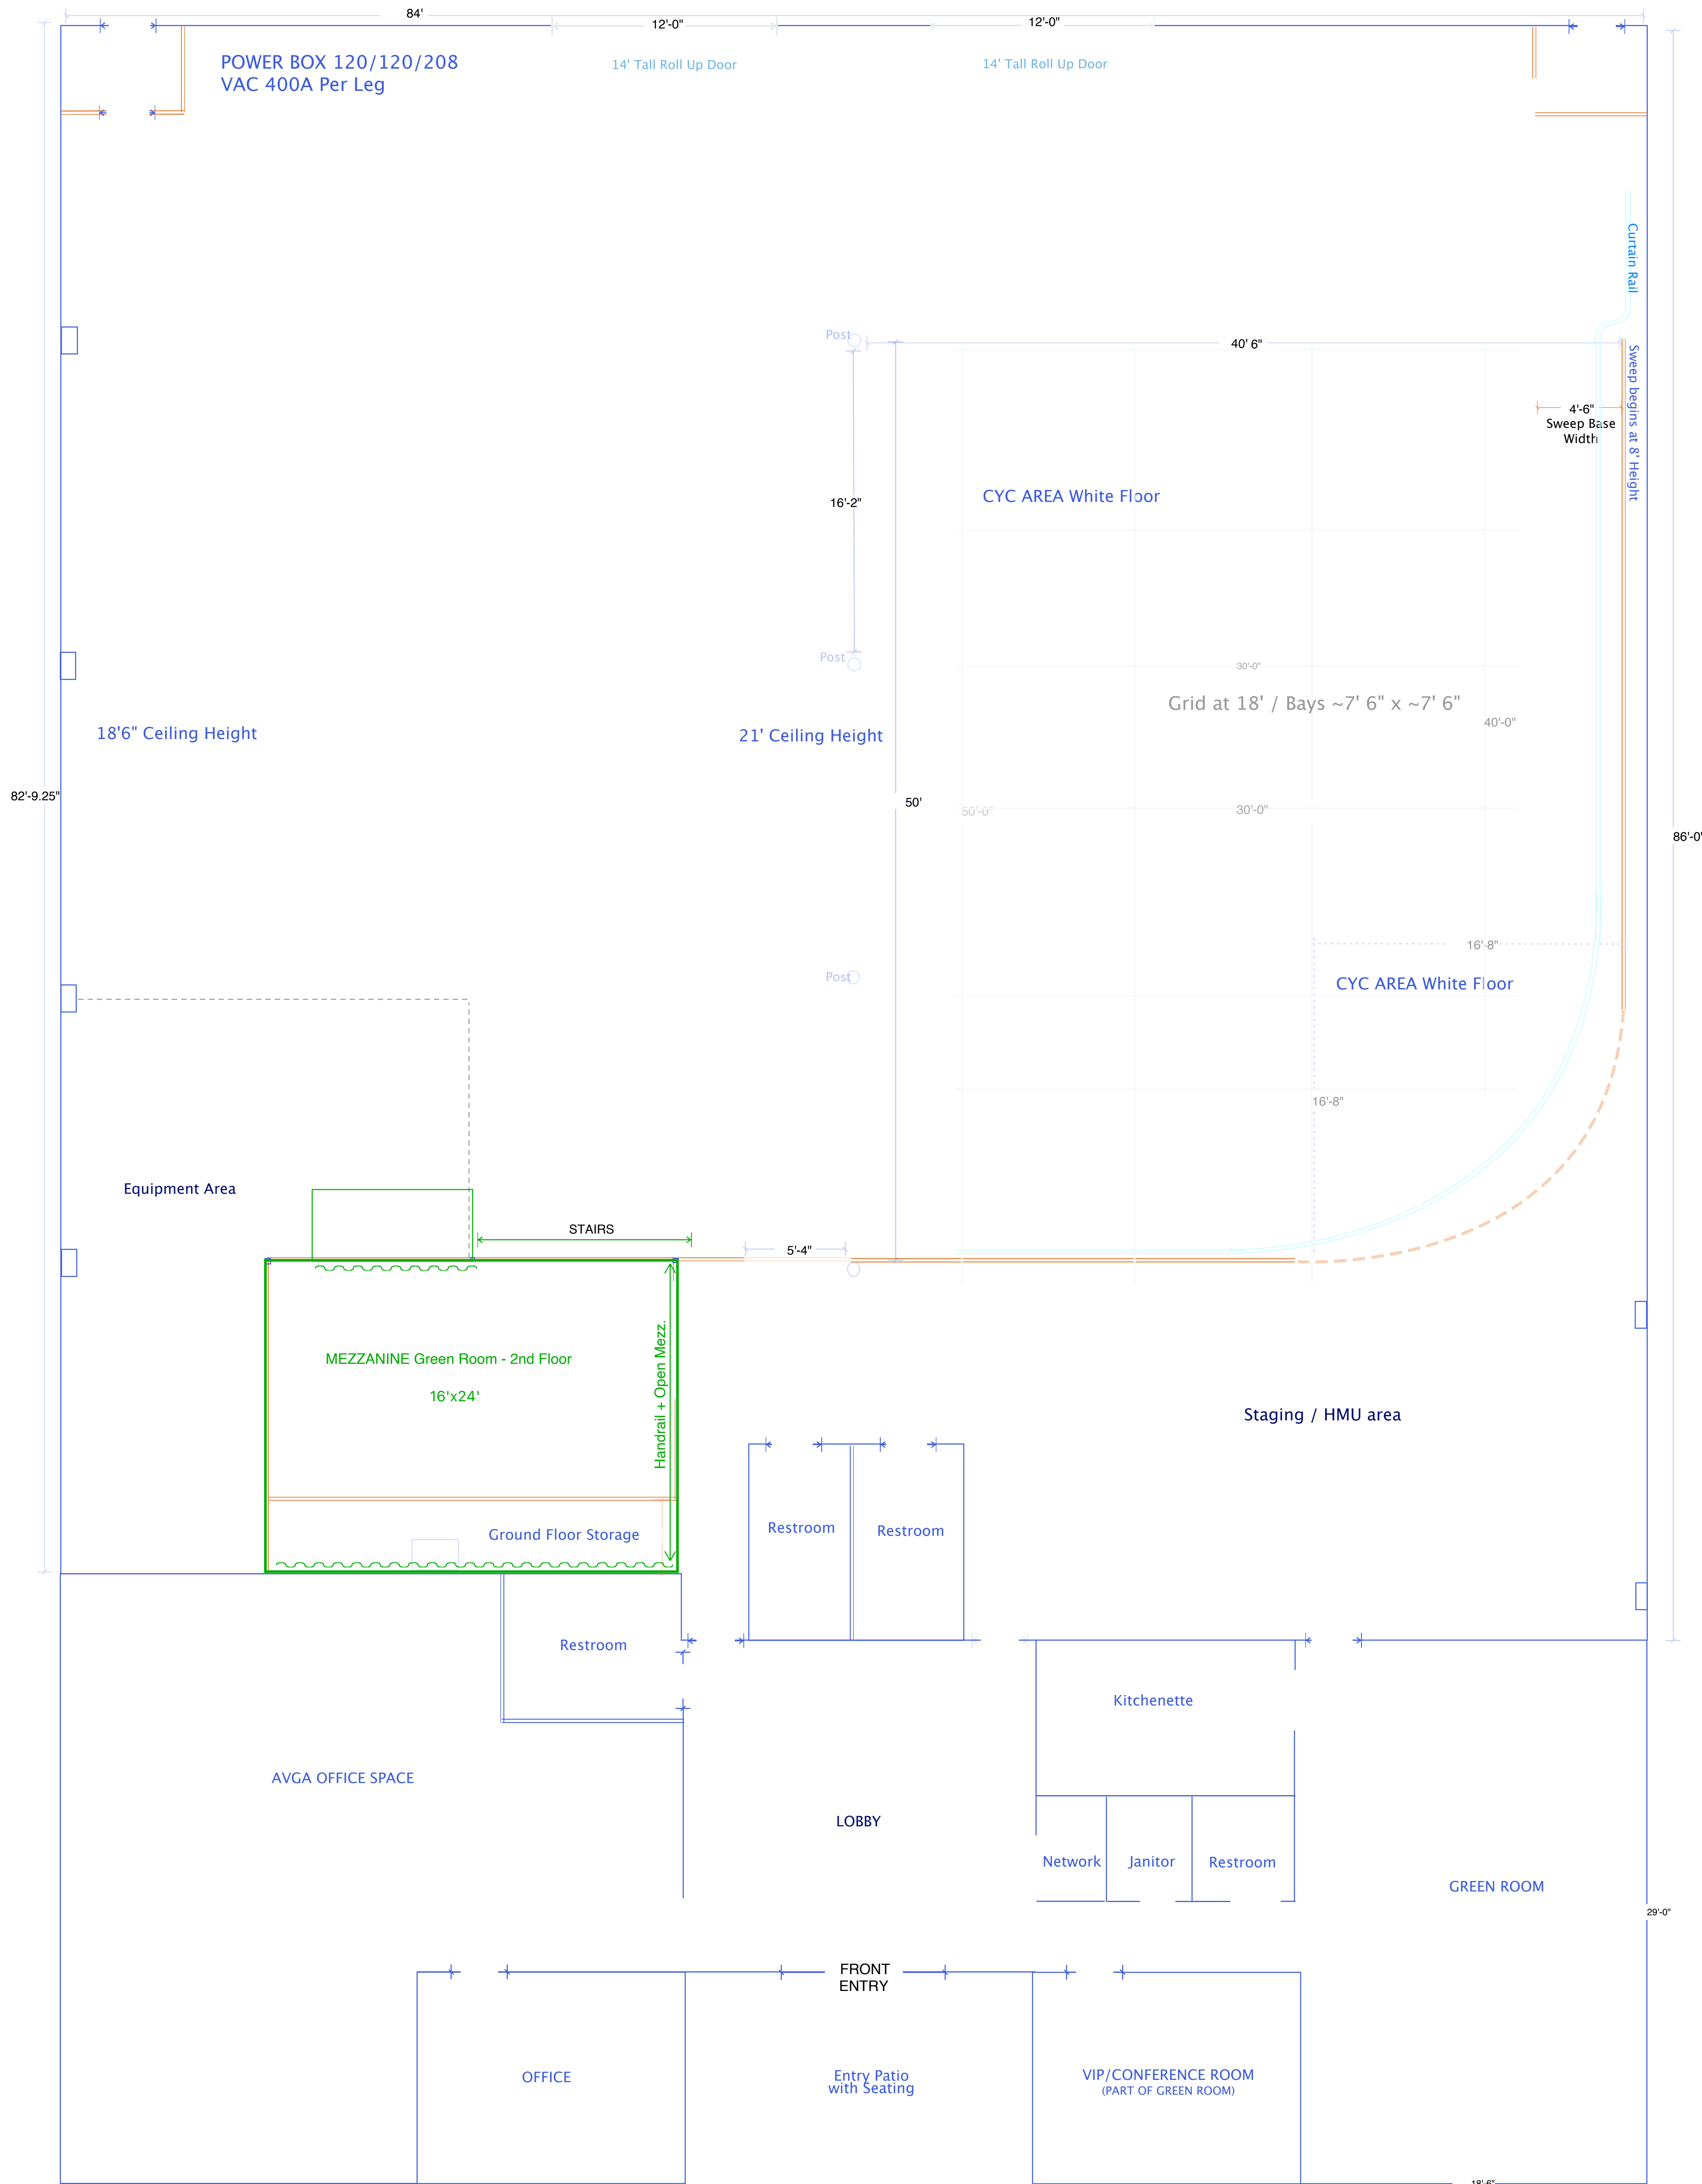 84'
12'-0"
12'-0"
POWER BOX 120/120/208
VAC 400A Per Leg
14' Tall Roll Up Door
14' Tall Roll Up Door
Curtain Rail
Post
40' 6"
Sweep begins at 8' Height
4'-6"
Sweep Base
Width
16'-2"
CYC AREA White Floor
Post
30'-0"
Grid at 18' / Bays ~7' 6" x ~7' 6"
40'-0"
18'6" Ceiling Height
21' Ceiling Height
82'-9.25"
50'
50'-0"
30'-0"
86'-0"
16'-8"
Post
CYC AREA White Floor
16'-8"
Equipment Area
STAIRS
5'-4"
MEZZANINE Green Room - 2nd Floor
16'x24'
Handrail + Open Mezz.
Staging / HMU area
Ground Floor Storage
Restroom
Restroom
Restroom
Kitchenette
AVGA OFFICE SPACE
LOBBY
Network
Janitor
Restroom
GREEN ROOM
29'-0"
FRONT
ENTRY
OFFICE
Entry Patio
with Seating
VIP/CONFERENCE ROOM
(PART OF GREEN ROOM)
18'-6"